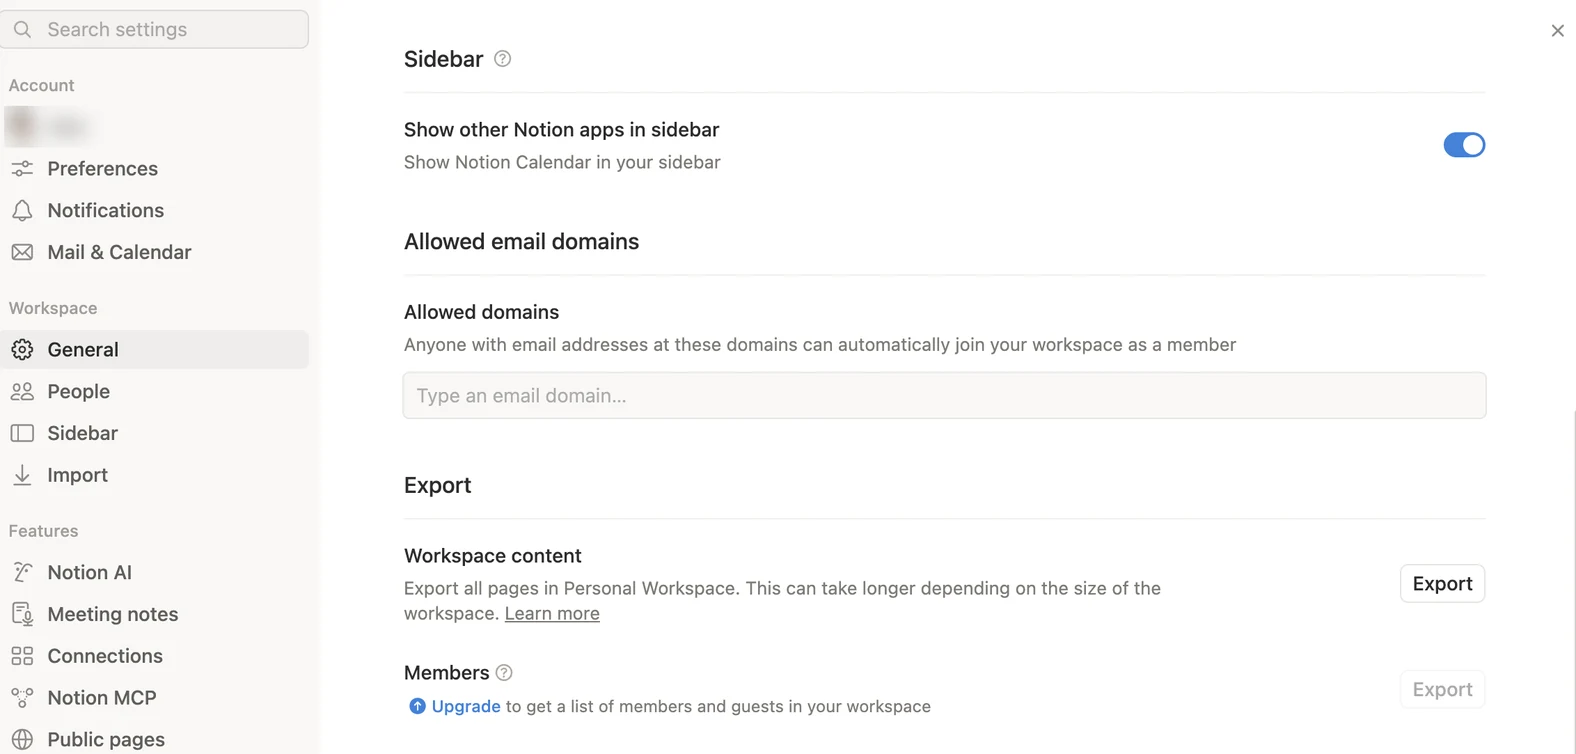 Search settings
Account
Preferences
Notifications
Mail & Calendar
Workspace
General
People
Sidebar
Import
Features
Notion AI
Meeting notes
Connections
Notion MCP
Public pages
Sidebar
Show other Notion apps in sidebar
Show Notion Calendar in your sidebar
Allowed email domains
Allowed domains
Anyone with email addresses at these domains can automatically join your workspace as a member
Type an email domain...
Export
Workspace content
Export all pages in Personal Workspace. This can take longer depending on the size of the
workspace. Learn more
Export
Members
Upgrade to get a list of members and guests in your workspace
Export